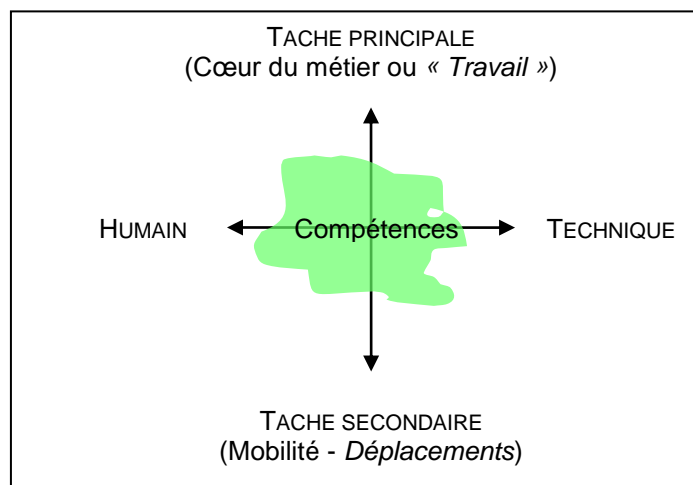 TACHE PRINCIPALE
(Cœur du métier ou « Travail »)
HUMAIN
Compétences
TECHNIQUE
TACHE SECONDAIRE
(Mobilité - Déplacements)